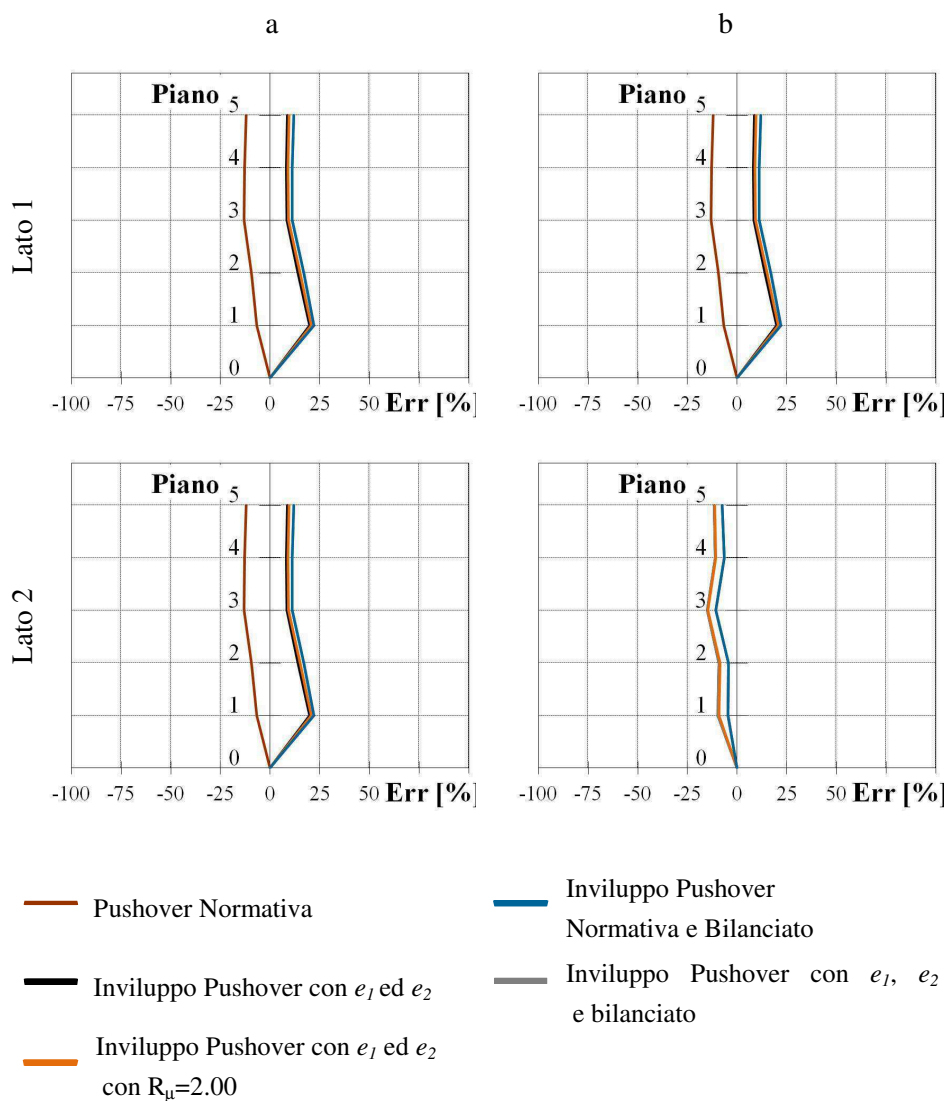 a
b
Lato 1
Piano
5
4
3
2
1
0
-100 -75 -50 -25 0 25 50 Err [%]
Piano
5
4
3
2
1
0
-100 -75 -50 -25 0 25 50 Err [%]
Lato 2
Piano
5
4
3
2
1
0
-100 -75 -50 -25 0 25 50 Err [%]
Piano
5
4
3
2
1
0
-100 -75 -50 -25 0 25 50 Err [%]
Pushover Normativa
Inviluppo Pushover con e1 ed e2
Inviluppo Pushover con e1 ed e2
con Rμ=2.00
Inviluppo Pushover
Normativa e Bilanciato
Inviluppo Pushover con e1, e2
e bilanciato